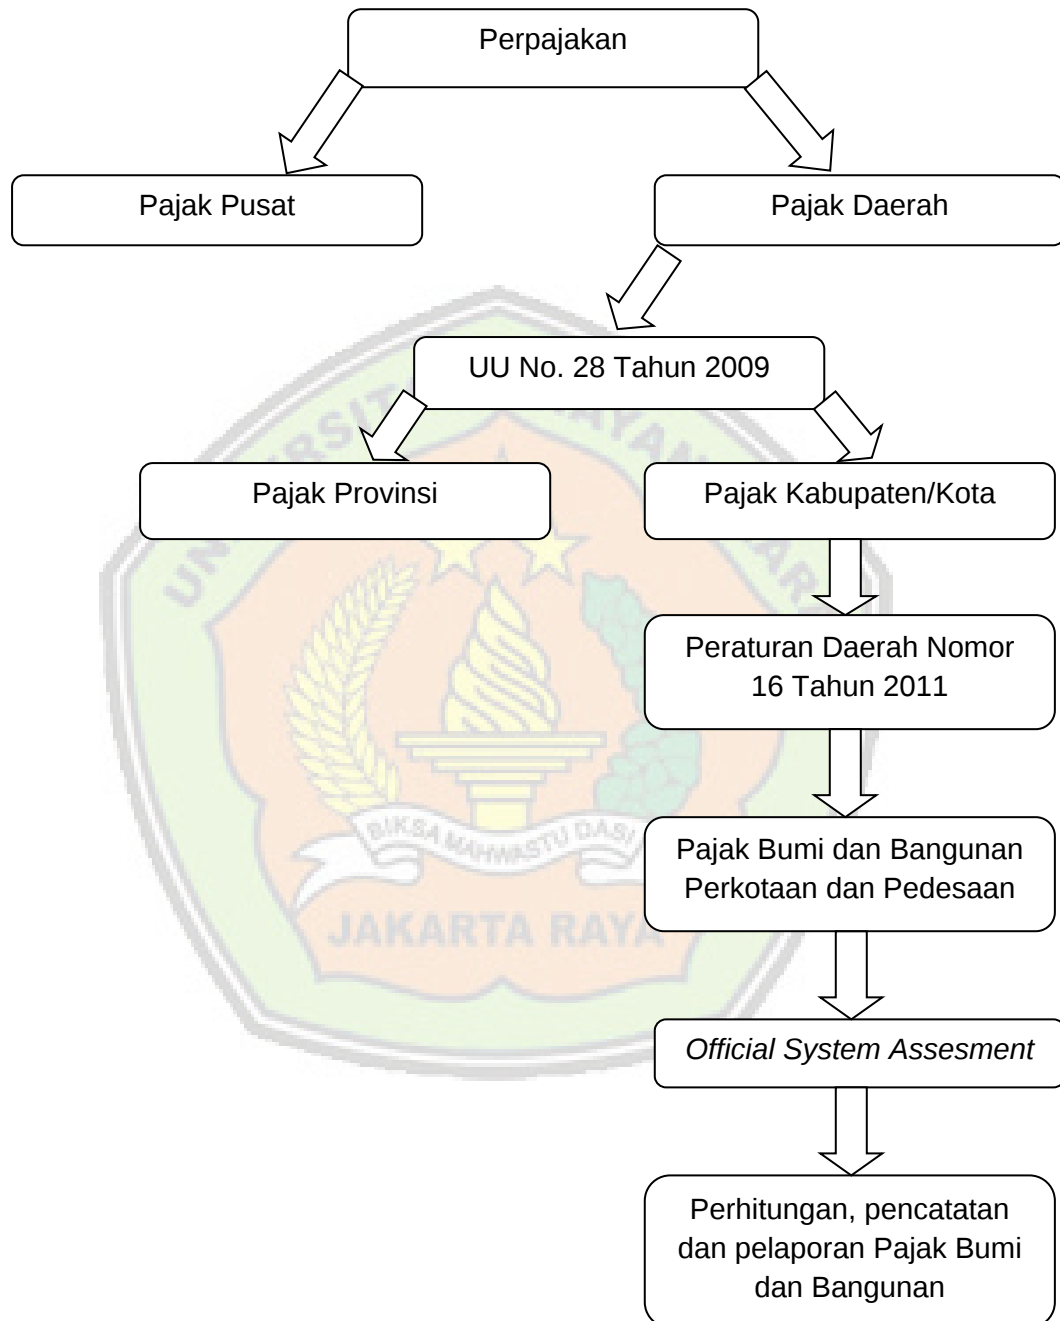 Perpajakan
Pajak Pusat
Pajak Daerah
UU No. 28 Tahun 2009
Pajak Provinsi
Pajak Kabupaten/Kota
Peraturan Daerah Nomor
16 Tahun 2011
Pajak Bumi dan Bangunan
Perkotaan dan Pedesaan
Official System Assesment
Perhitungan, pencatatan
dan pelaporan Pajak Bumi
dan Bangunan
BIKSA MAHWASTU DASI
JAKARTA RAYA